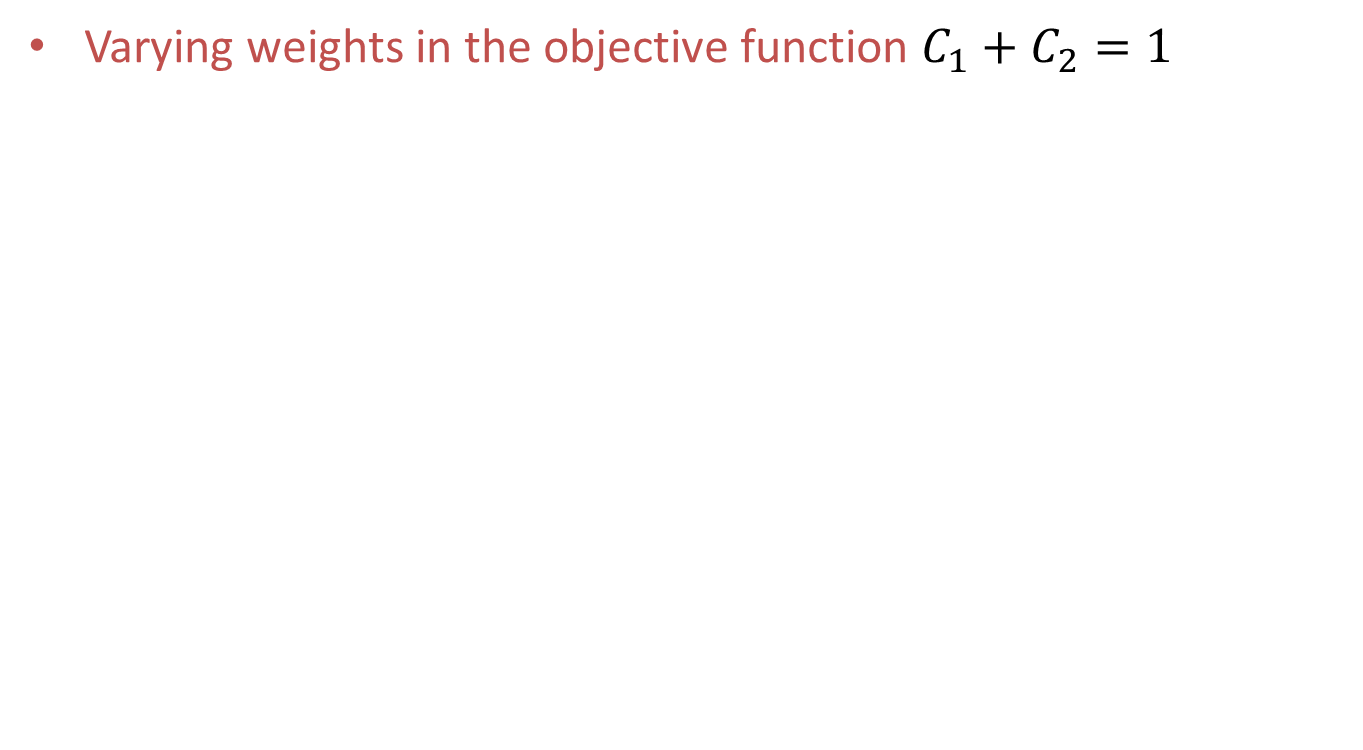 • Varying weights in the objective function C₁ + C₂ = 1